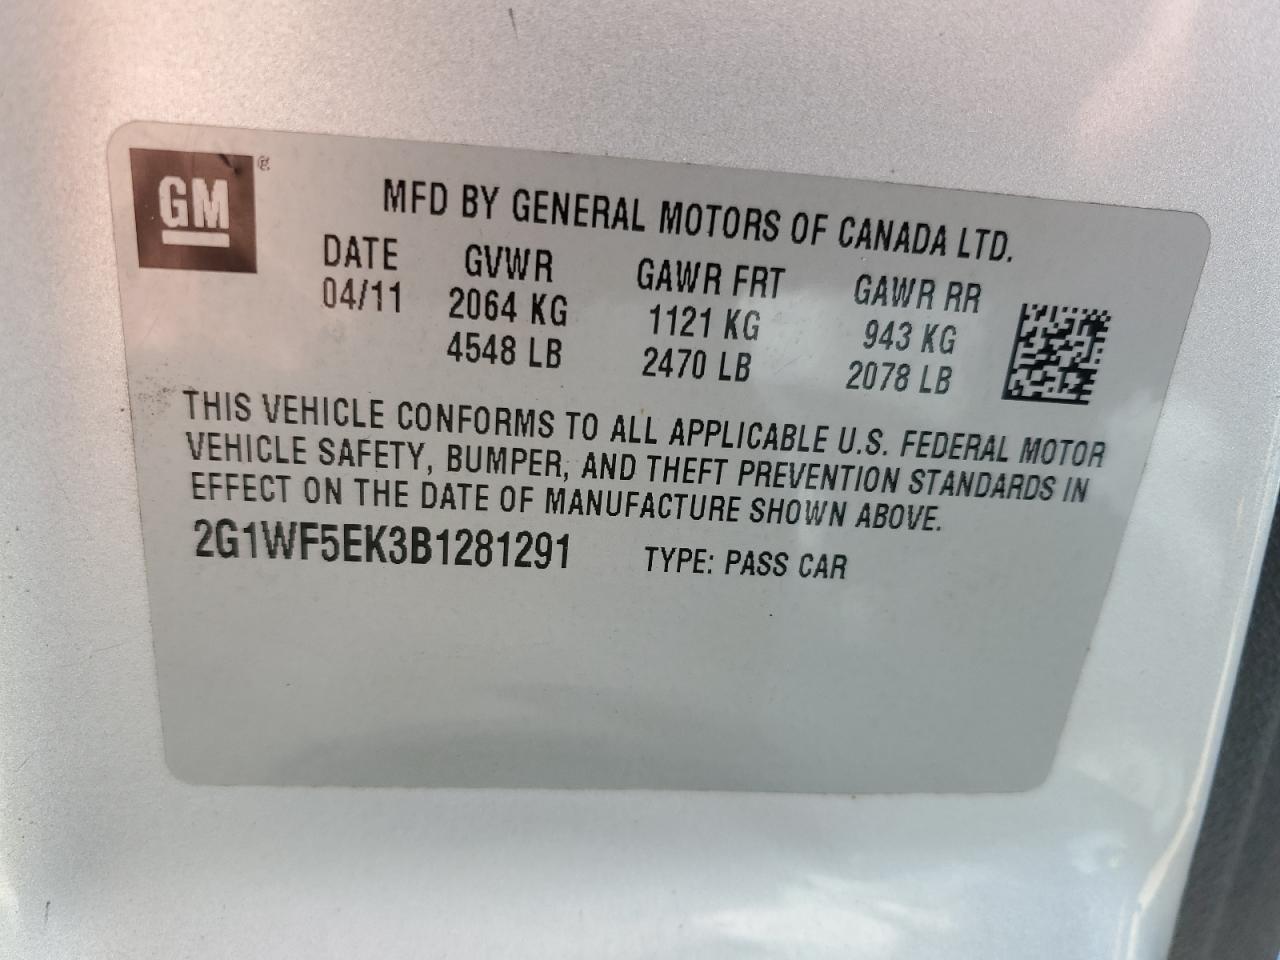 GM ®
MFD BY GENERAL MOTORS OF CANADA LTD.
DATE GVWR GAWR FRT GAWR RR
04/11 2064 KG 1121 KG 943 KG
4548 LB 2470 LB 2078 LB
THIS VEHICLE CONFORMS TO ALL APPLICABLE U.S. FEDERAL MOTOR
VEHICLE SAFETY, BUMPER, AND THEFT PREVENTION STANDARDS IN
EFFECT ON THE DATE OF MANUFACTURE SHOWN ABOVE.
2G1WF5EK3B1281291 TYPE: PASS CAR